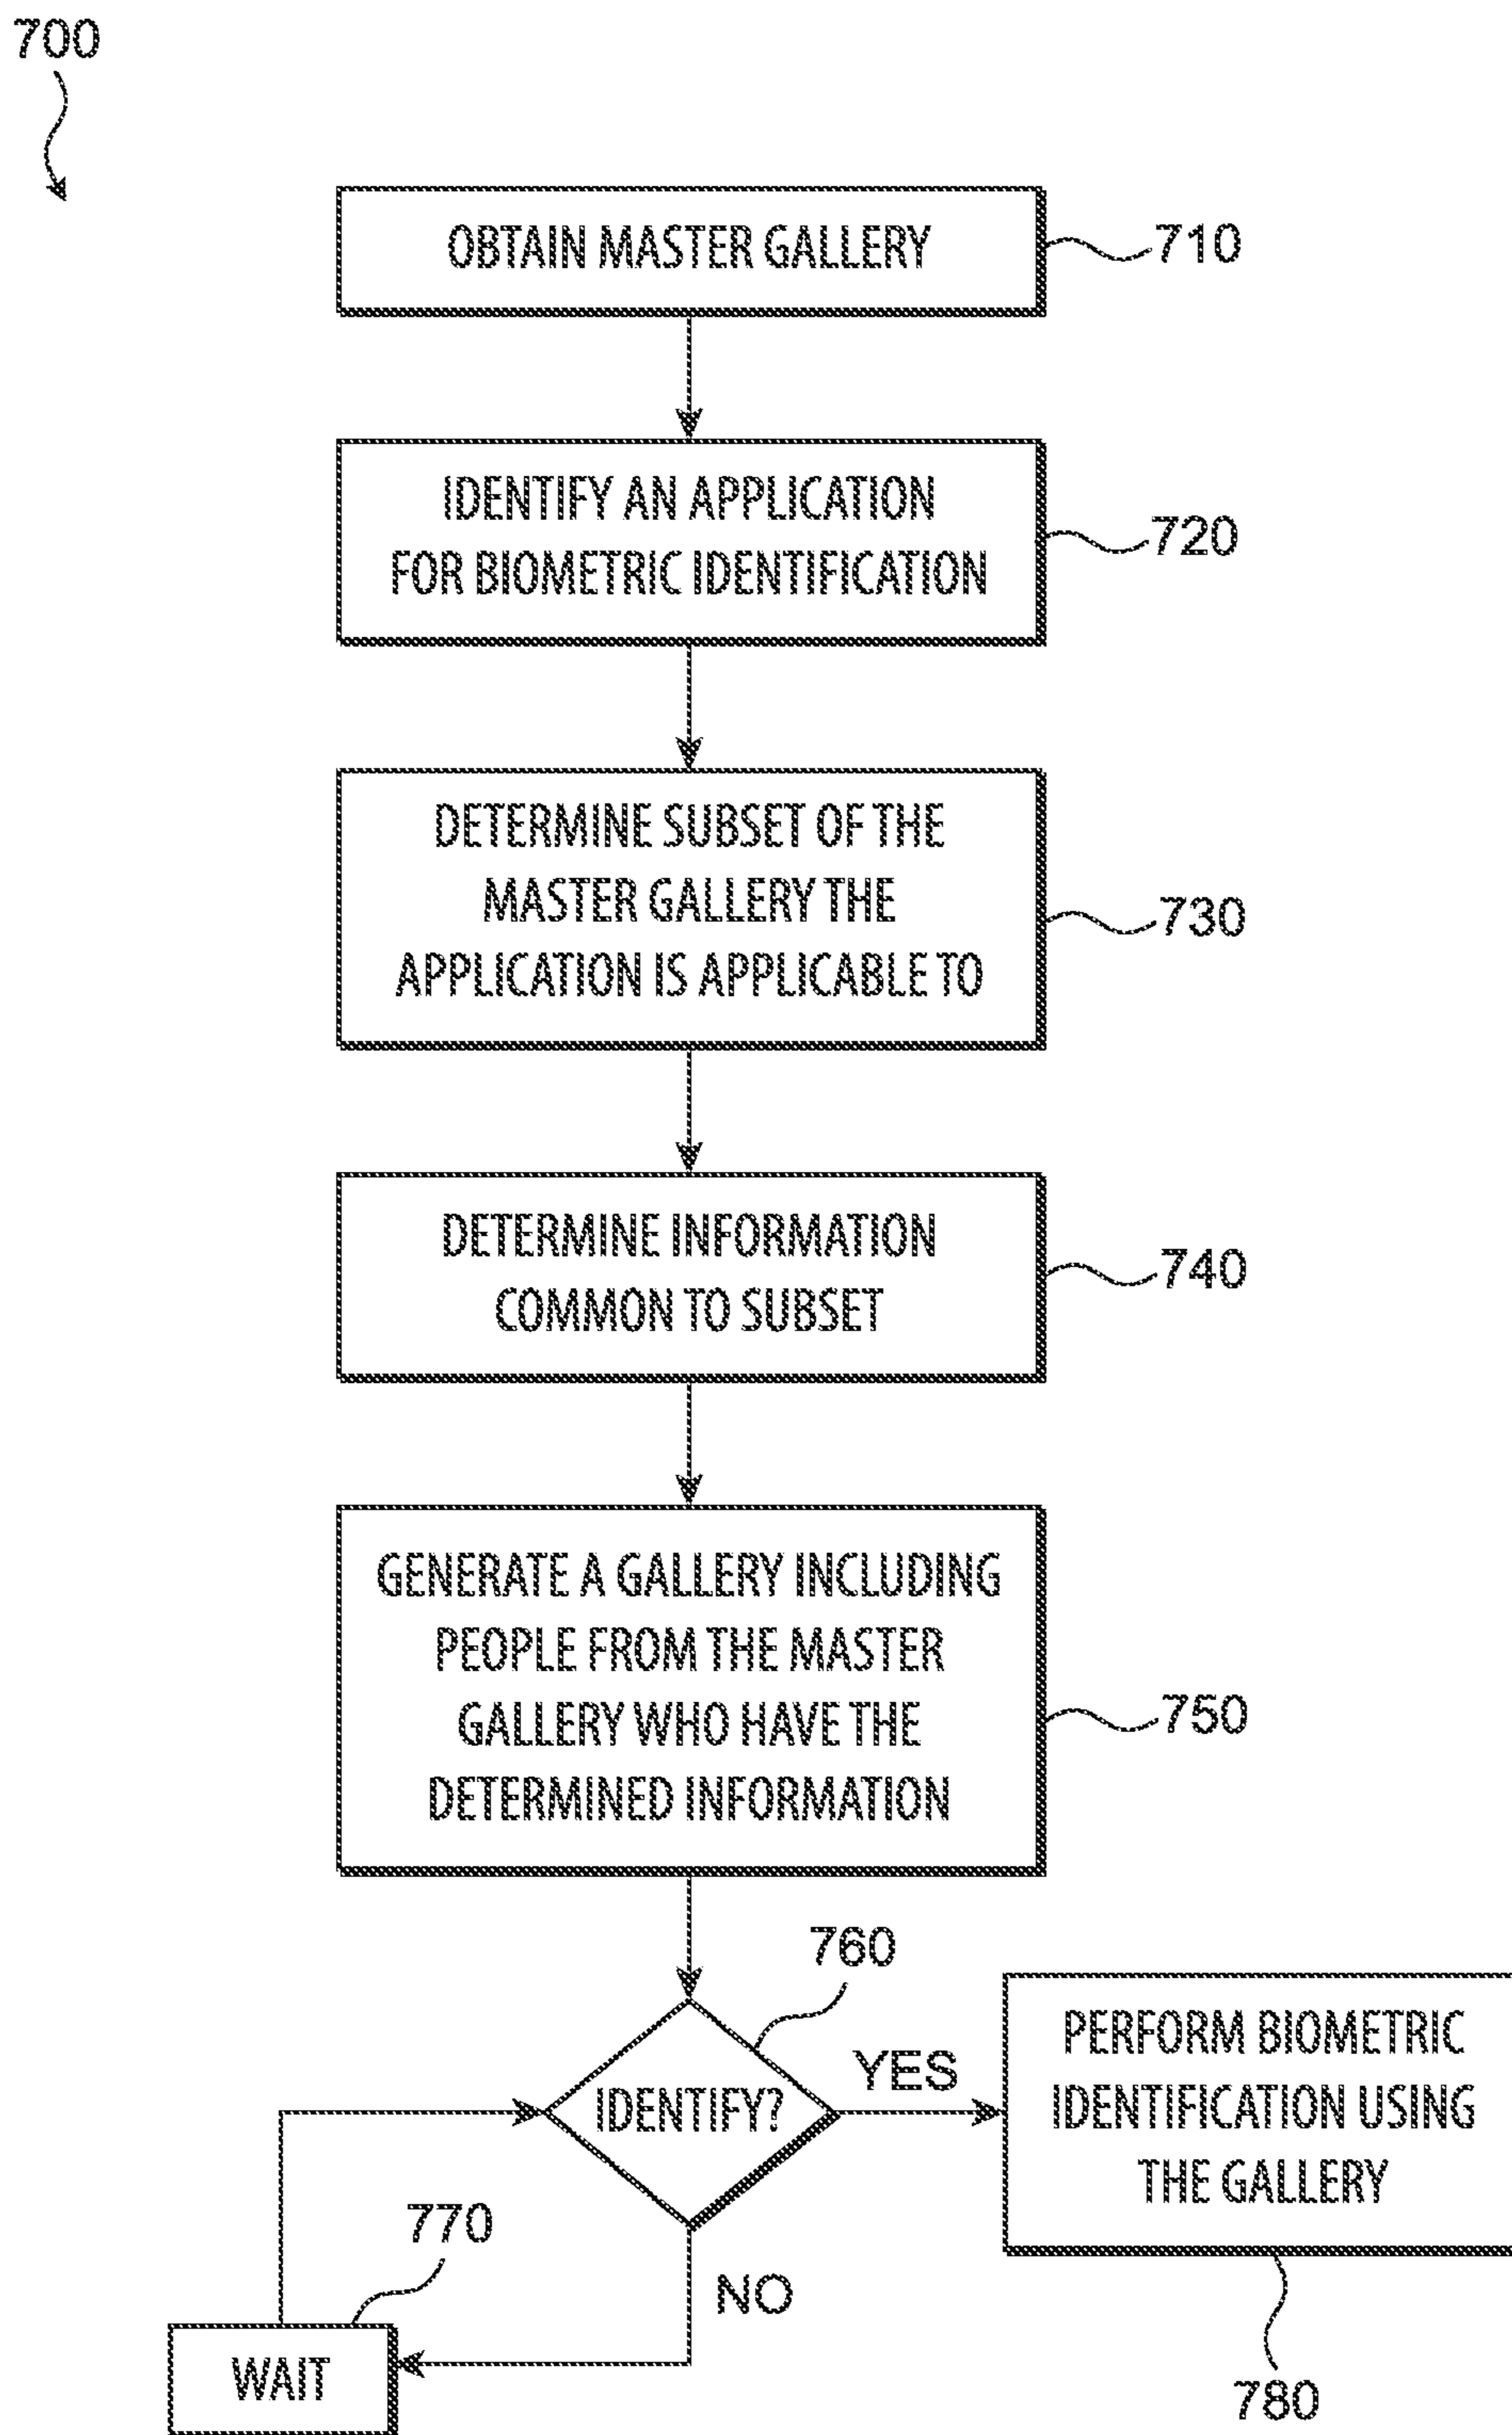 700
OBTAIN MASTER GALLERY
710
IDENTIFY AN APPLICATION
FOR BIOMETRIC IDENTIFICATION
720
DETERMINE SUBSET OF THE
MASTER GALLERY THE
APPLICATION IS APPLICABLE TO
730
DETERMINE INFORMATION
COMMON TO SUBSET
740
GENERATE A GALLERY INCLUDING
PEOPLE FROM THE MASTER
GALLERY WHO HAVE THE
DETERMINED INFORMATION
750
760
IDENTIFY?
YES
PERFORM BIOMETRIC
IDENTIFICATION USING
THE GALLERY
780
NO
770
WAIT